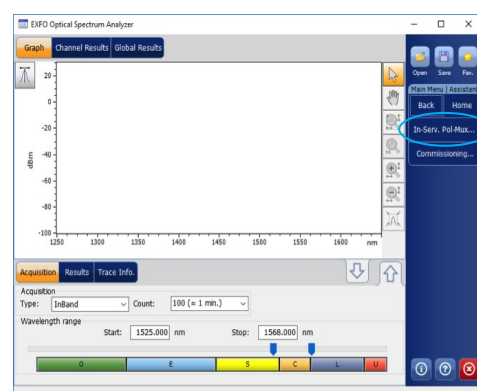 EXFO Optical Spectrum Analyzer
Graph Channel Results Global Results
Open Save Fav.
Main Menu Assistant
Back Home
In-Serv. Pol-Mux...
Commissioning...
20
0
-20
-40
-60
-80
-100
dBm
1250 1300 1350 1400 1450 1500 1550 1600 nm
Acquisition Results Trace Info.
Acquisition
Type: InBand Count: 100 (≈ 1 min.)
Wavelength range
Start: 1525.000 nm Stop: 1568.000 nm
O E S C L U